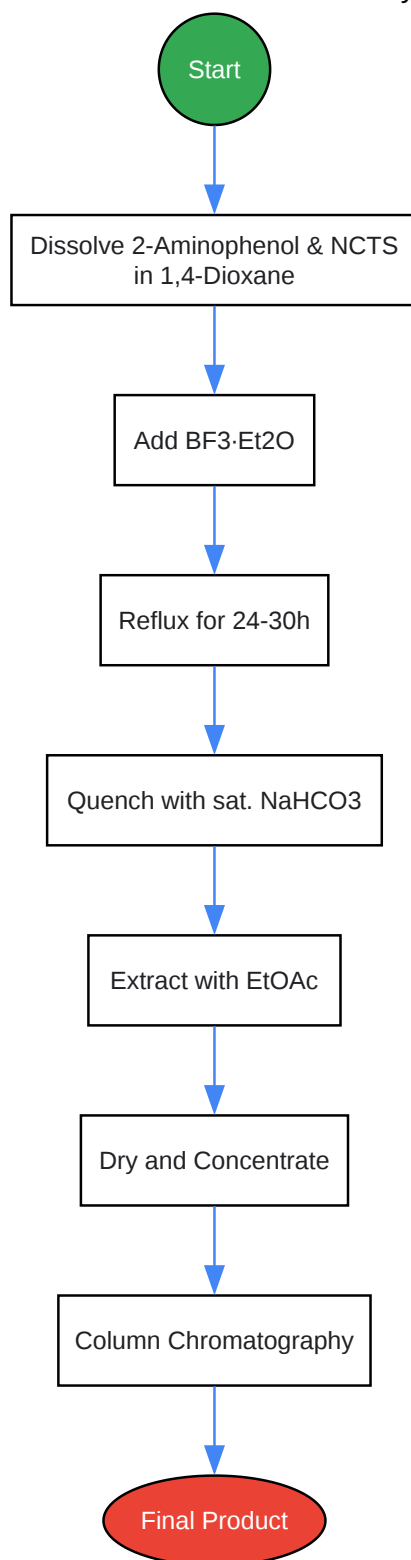 Start
Dissolve 2-Aminophenol & NCTS
in 1,4-Dioxane
Add BF3·Et2O
Reflux for 24-30h
Quench with sat. NaHCO3
Extract with EtOAc
Dry and Concentrate
Column Chromatography
Final Product